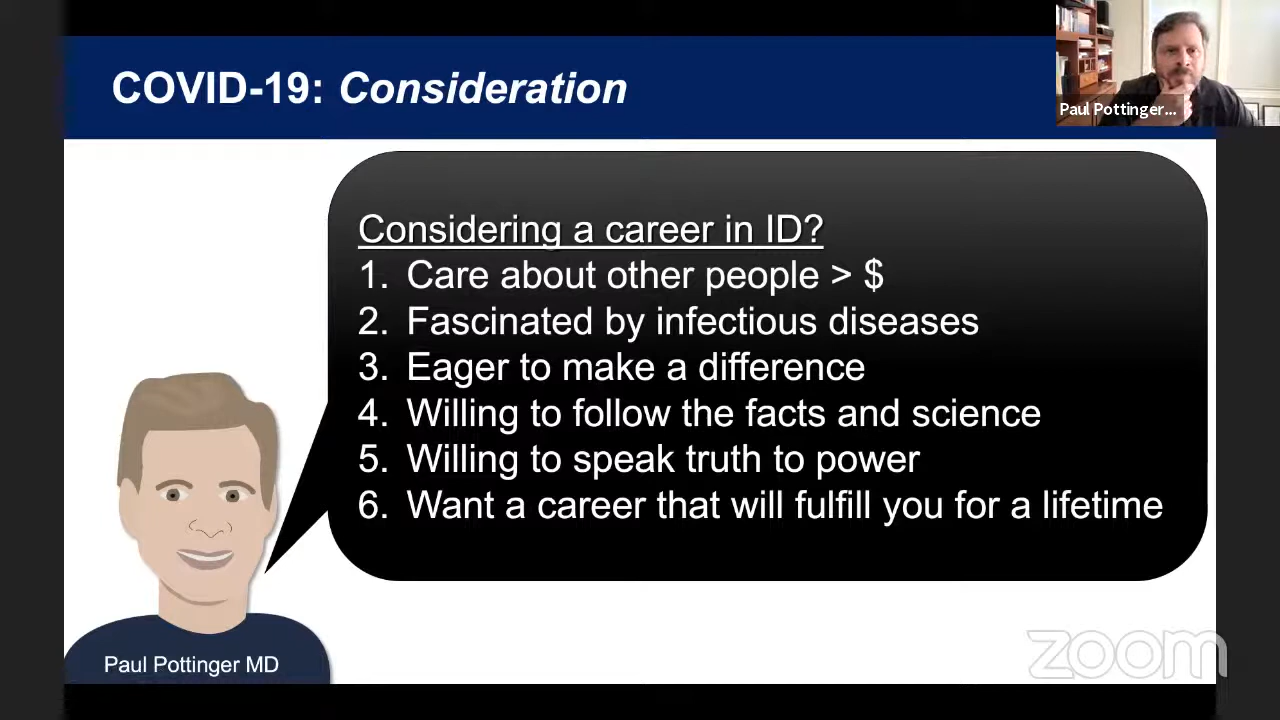 COVID-19: Consideration
Paul Pottinger...
Considering a career in ID?
1. Care about other people > $
2. Fascinated by infectious diseases
3. Eager to make a difference
4. Willing to follow the facts and science
5. Willing to speak truth to power
6. Want a career that will fulfill you for a lifetime
Paul Pottinger MD
zoom